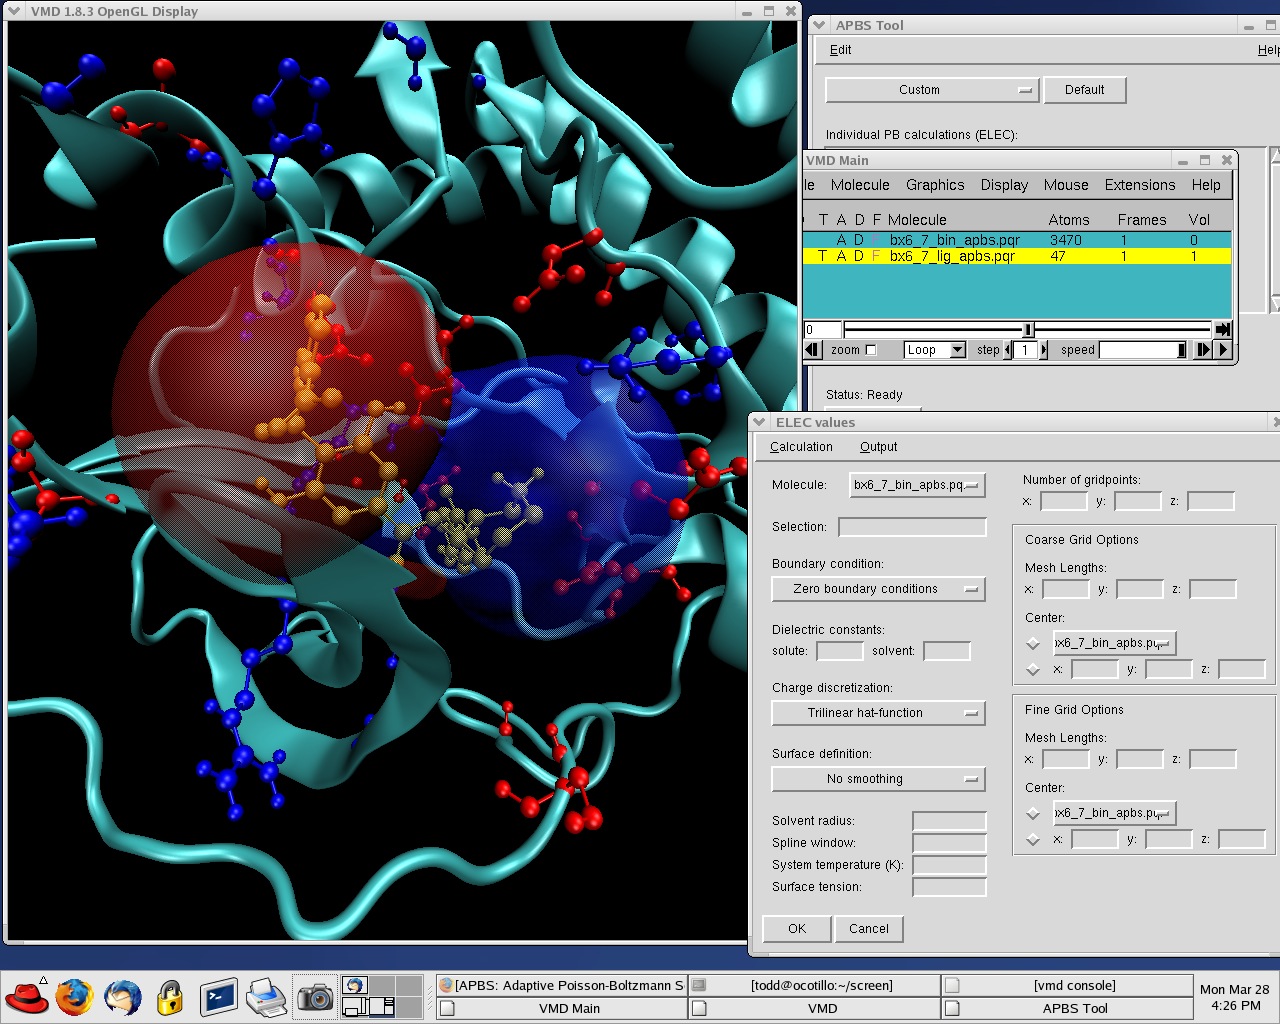 VMD 1.8.3 OpenGL Display
APBS Tool
Edit
Help
Custom
Default
Individual PB calculations (ELEC):
VMD Main
le Molecule Graphics Display Mouse Extensions Help
T A D F Molecule Atoms Frames Vol
A D F bx6_7_bin_apbs.pqr 3470 1 0
T A D F bx6_7_lig_apbs.pqr 47 1 1
0
zoom Loop step 1 speed
Status: Ready
ELEC values
Calculation Output
Molecule: bx6_7_bin_apbs.pq
Selection:
Boundary condition:
Zero boundary conditions
Dielectric constants:
solute: solvent:
Charge discretization:
Trilinear hat-function
Surface definition:
No smoothing
Solvent radius:
Spline window:
System temperature (K):
Surface tension:
OK Cancel
Number of gridpoints:
x: y: z:
Coarse Grid Options
Mesh Lengths:
x: y: z:
Center:
bx6_7_bin_apbs.pq
x: y: z:
Fine Grid Options
Mesh Lengths:
x: y: z:
Center:
bx6_7_bin_apbs.pq
x: y: z:
[APBS: Adaptive Poisson-Boltzmann S
[todd@ocotillo:~/screen]
[vmd console]
VMD Main
VMD
APBS Tool
Mon Mar 28
4:26 PM